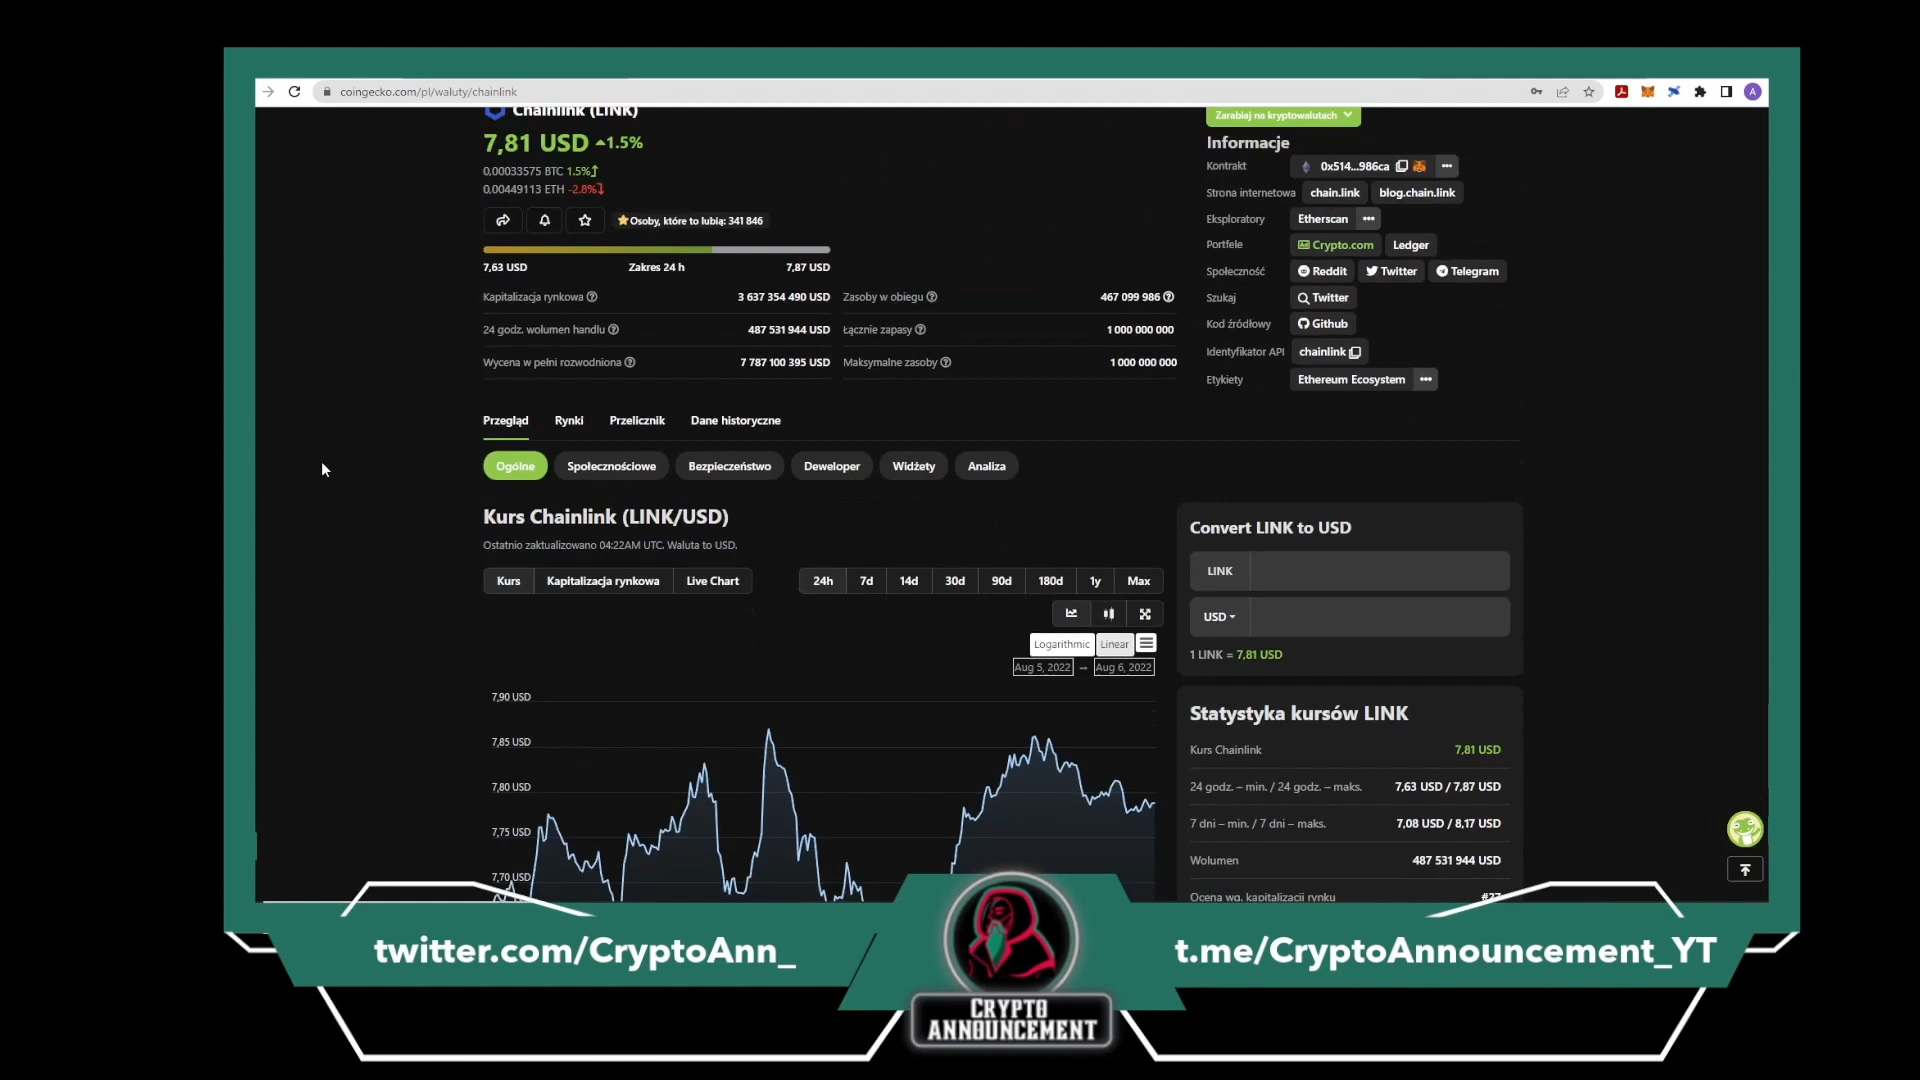 coingecko.com/pl/waluty/chainlink
A
Chainlink (LINK)
7,81 USD 1.5%
0,00033575 BTC 1.5%
0,00449113 ETH -2.8%
Osoby, które to lubią: 341 846
7,63 USD Zakres 24 h 7,87 USD
Kapitalizacja rynkowa 3 637 354 490 USD
24 godz. wolumen handlu 487 531 944 USD
Wycena w pełni rozwodniona 7 787 100 395 USD
Zasoby w obiegu 467 099 986
Łącznie zapasy 1 000 000 000
Maksymalne zasoby 1 000 000 000
Zarabiaj na kryptowalutach
Informacje
Kontrakt 0x514...986ca
Strona internetowa chain.link blog.chain.link
Eksploratory Etherscan
Portfele Ad Crypto.com Ledger
Społeczność Reddit Twitter Telegram
Szukaj Twitter
Kod źródłowy Github
Identyfikator API chainlink
Etykiety Ethereum Ecosystem
Przegląd Rynki Przelicznik Dane historyczne
Ogólne Społecznościowe Bezpieczeństwo Deweloper Widżety Analiza
Kurs Chainlink (LINK/USD)
Ostatnio zaktualizowano 04:22AM UTC. Waluta to USD.
Kurs Kapitalizacja rynkowa Live Chart
24h 7d 14d 30d 90d 180d 1y Max
Logarithmic Linear
Aug 5, 2022 → Aug 6, 2022
7,90 USD
7,85 USD
7,80 USD
7,75 USD
7,70 USD
Convert LINK to USD
LINK
USD
1 LINK = 7,81 USD
Statystyka kursów LINK
Kurs Chainlink 7,81 USD
24 godz. – min. / 24 godz. – maks. 7,63 USD / 7,87 USD
7 dni – min. / 7 dni – maks. 7,08 USD / 8,17 USD
Wolumen 487 531 944 USD
Ocena wg. kapitalizacji rynku
twitter.com/CryptoAnn_
CRYPTO
ANNOUNCEMENT
t.me/CryptoAnnouncement_YT